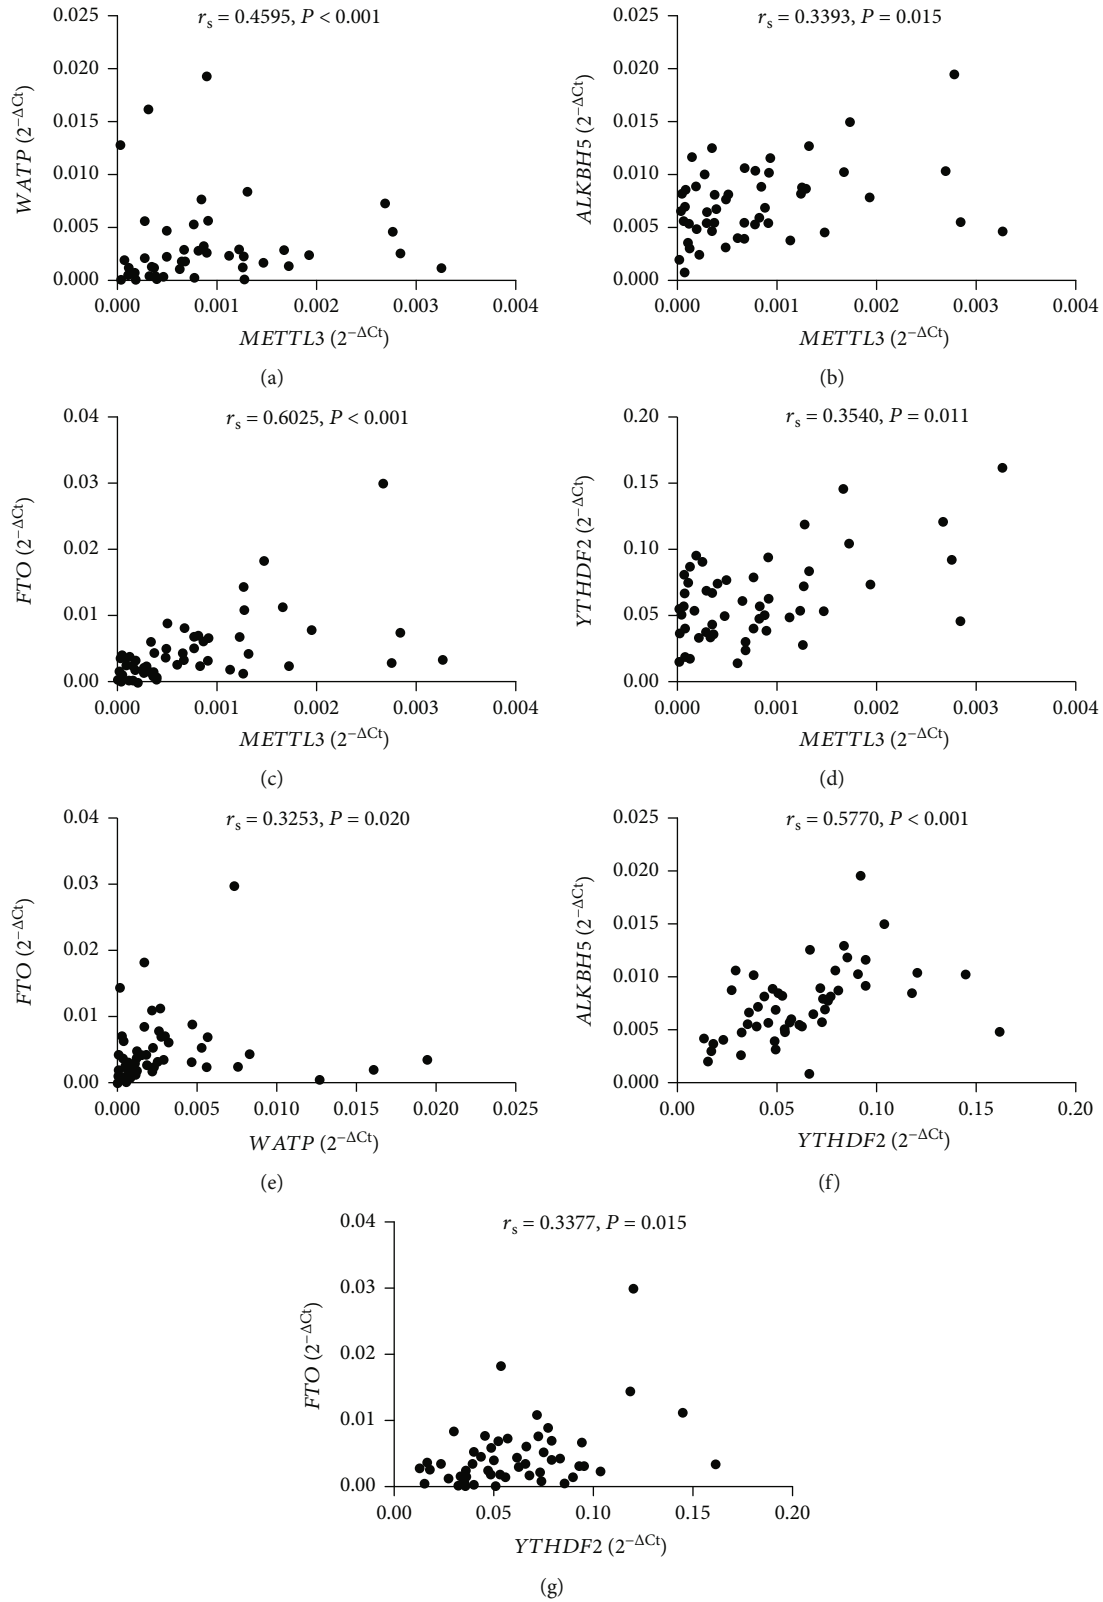 r_s = 0.4595, P < 0.001
0.025
0.020
0.015
0.010
0.005
0.000
WATP (2^−ΔCt)
0.000 0.001 0.002 0.003 0.004
METTL3 (2^−ΔCt)
(a)
r_s = 0.3393, P = 0.015
0.025
0.020
0.015
0.010
0.005
0.000
ALKBH5 (2^−ΔCt)
0.000 0.001 0.002 0.003 0.004
METTL3 (2^−ΔCt)
(b)
r_s = 0.6025, P < 0.001
0.04
0.03
0.02
0.01
0.00
FTO (2^−ΔCt)
0.000 0.001 0.002 0.003 0.004
METTL3 (2^−ΔCt)
(c)
r_s = 0.3540, P = 0.011
0.20
0.15
0.10
0.05
0.00
YTHDF2 (2^−ΔCt)
0.000 0.001 0.002 0.003 0.004
METTL3 (2^−ΔCt)
(d)
r_s = 0.3253, P = 0.020
0.04
0.03
0.02
0.01
0.00
FTO (2^−ΔCt)
0.000 0.005 0.010 0.020 0.025
WATP (2^−ΔCt)
(e)
r_s = 0.5770, P < 0.001
0.025
0.020
0.015
0.010
0.005
0.000
ALKBH5 (2^−ΔCt)
0.00 0.05 0.10 0.15 0.20
YTHDF2 (2^−ΔCt)
(f)
r_s = 0.3377, P = 0.015
0.04
0.03
0.02
0.01
0.00
FTO (2^−ΔCt)
0.00 0.05 0.10 0.15 0.20
YTHDF2 (2^−ΔCt)
(g)